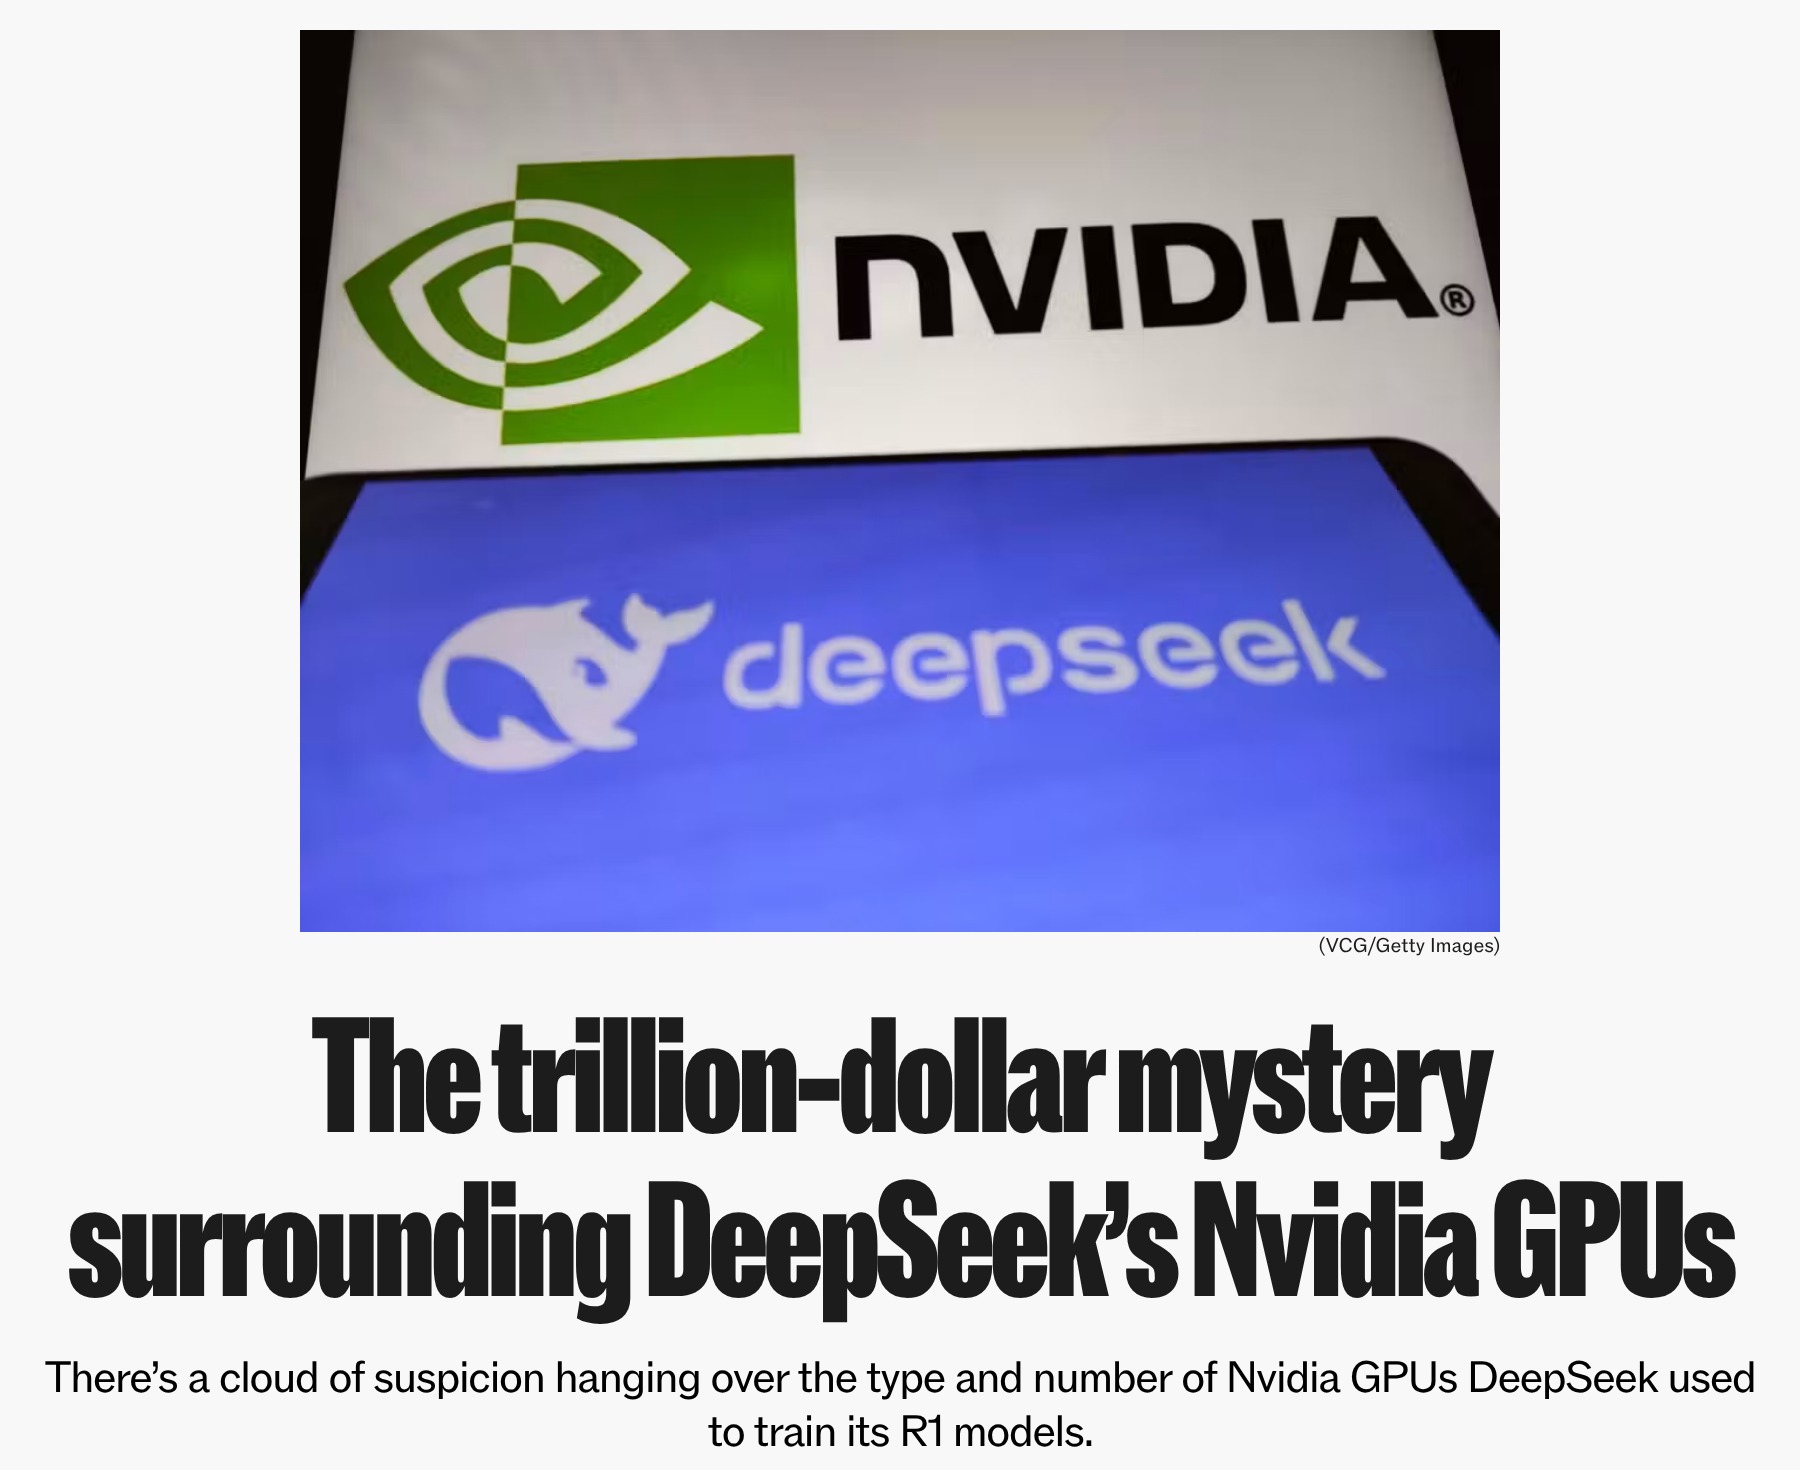 nVIDIA®
deepseek
(VCG/Getty Images)
The trillion-dollar mystery
surrounding DeepSeek’s Nvidia GPUs
There’s a cloud of suspicion hanging over the type and number of Nvidia GPUs DeepSeek used
to train its R1 models.